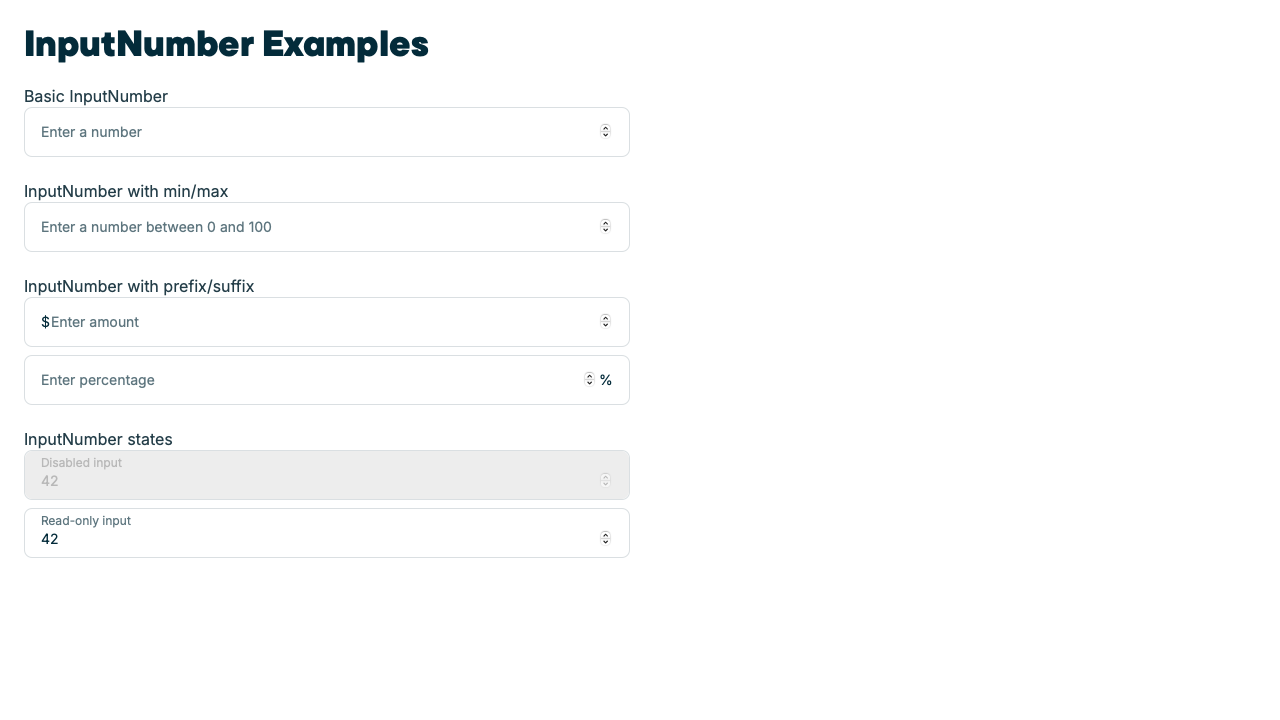 InputNumber Examples
Basic InputNumber
Enter a number
InputNumber with min/max
Enter a number between 0 and 100
InputNumber with prefix/suffix
$Enter amount
Enter percentage %
InputNumber states
Disabled input
42
Read-only input
42